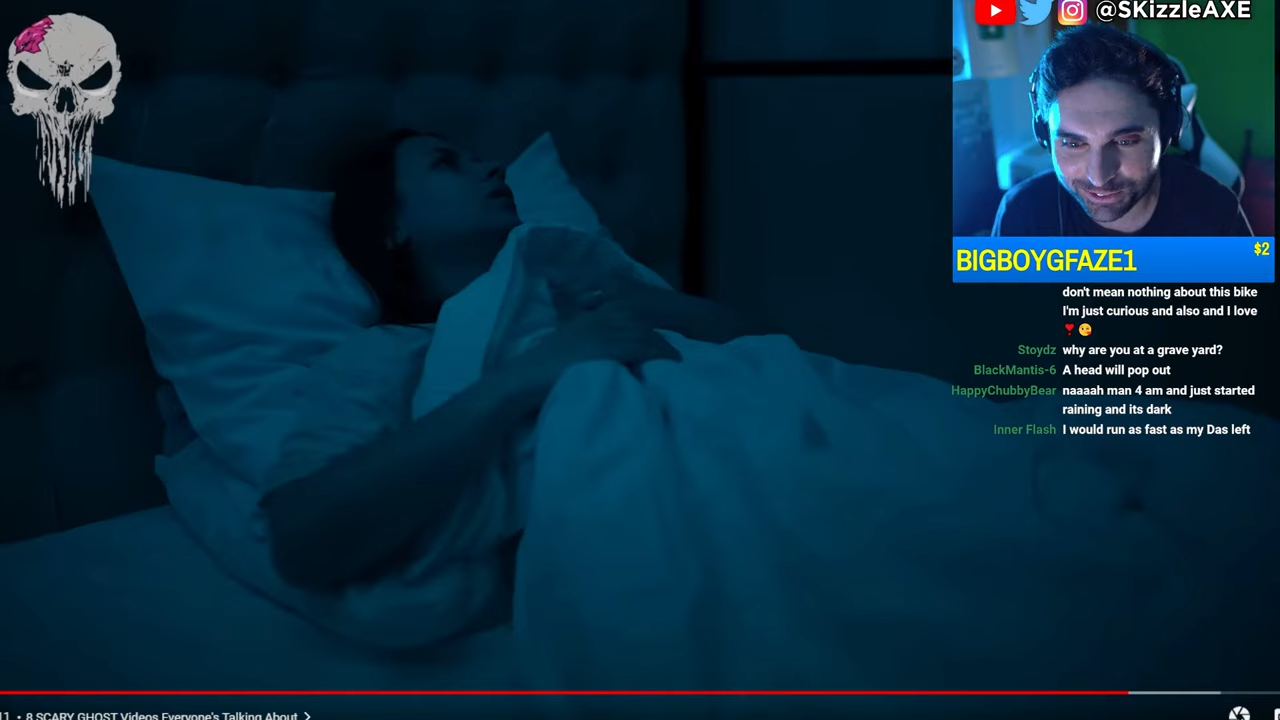 @SKizzleAXE
BIGBOYGFAZE1
$2
don't mean nothing about this bike
I'm just curious and also and I love
❣️😘
Stoydz why are you at a grave yard?
BlackMantis-6 A head will pop out
HappyChubbyBear naaaah man 4 am and just started
raining and its dark
Inner Flash I would run as fast as my Das left
• 8 SCARY GHOST Videos Everyone's Talking About >